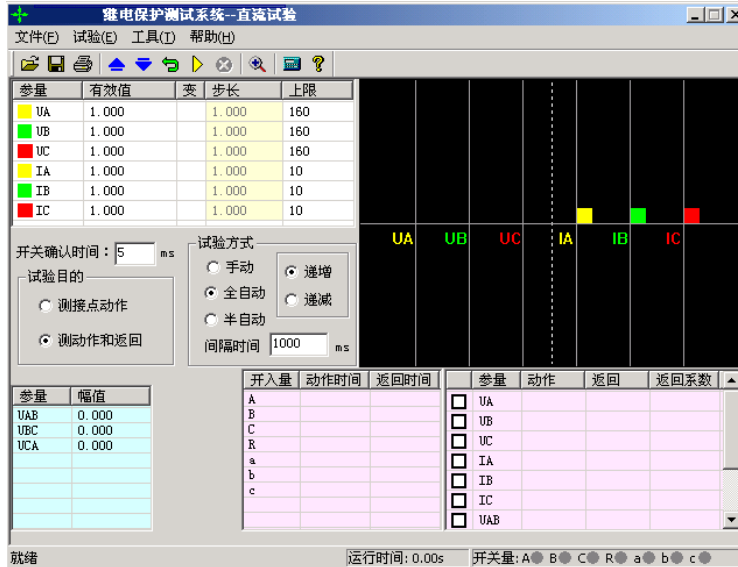 继电保护测试系统--直流试验
文件(F) 试验(E) 工具(T) 帮助(H)
参量 有效值 变 步长 上限
UA 1.000 1.000 160
UB 1.000 1.000 160
UC 1.000 1.000 160
IA 1.000 1.000 10
IB 1.000 1.000 10
IC 1.000 1.000 10
UA UB UC IA IB IC
开关确认时间：5 ms
试验目的
测接点动作
测动作和返回
试验方式
手动
全自动
半自动
递增
递减
间隔时间 1000 ms
参量 幅值
UAB 0.000
UBC 0.000
UCA 0.000
开入量 动作时间 返回时间
A
B
C
R
a
b
c
参量 动作 返回 返回系数
UA
UB
UC
IA
IB
IC
UAB
就绪 运行时间: 0.00s 开关量: A B C R a b c